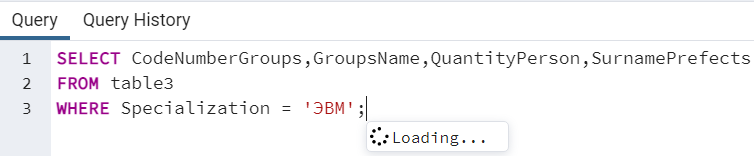 Query Query History
1 SELECT CodeNumberGroups,GroupsName,QuantityPerson,SurnamePrefects
2 FROM table3
3 WHERE Specialization = 'ЭВМ';
Loading...